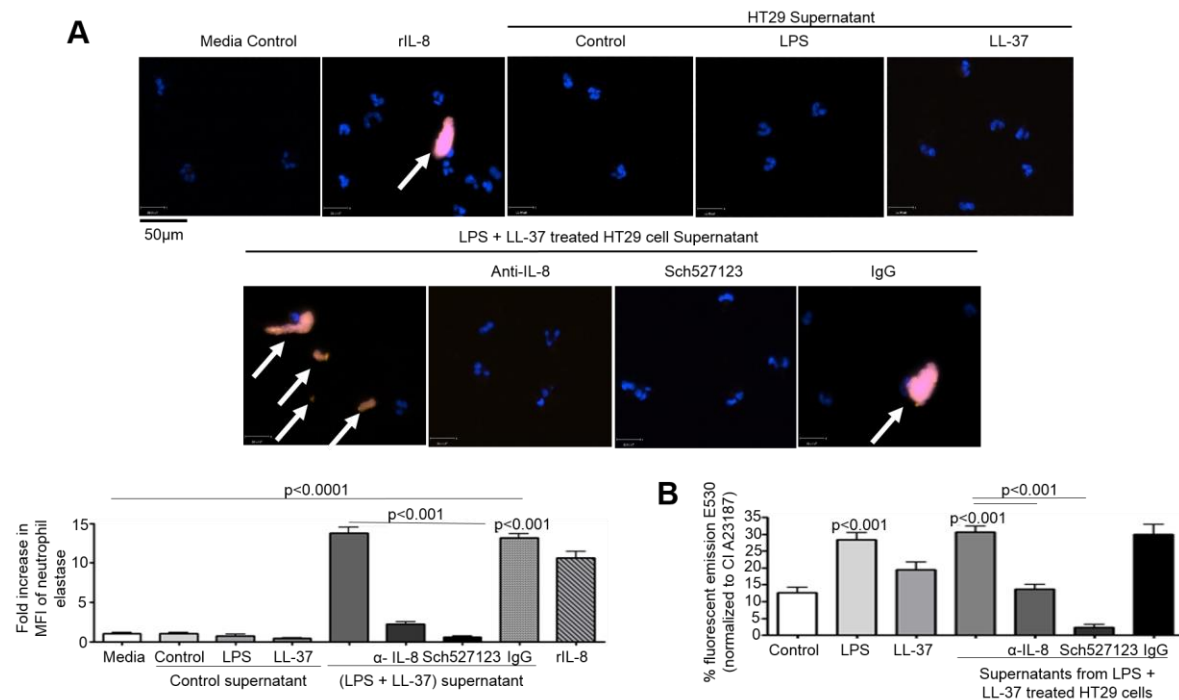 A
HT29 Supernatant
Media Control rIL-8 Control LPS LL-37
50µm
LPS + LL-37 treated HT29 cell Supernatant
Anti-IL-8 Sch527123 IgG
p<0.0001
p<0.001
p<0.001
Fold increase in
MFI of neutrophil
elastase
15
10
5
0
Media Control LPS LL-37 α- IL-8 Sch527123 IgG rIL-8
Control supernatant (LPS + LL-37) supernatant
B
p<0.001
p<0.001
p<0.001
% fluorescent emission E530
(normalized to CI A23187)
35
30
25
20
15
10
5
0
Control LPS LL-37 α-IL-8 Sch527123 IgG
Supernatants from LPS +
LL-37 treated HT29 cells